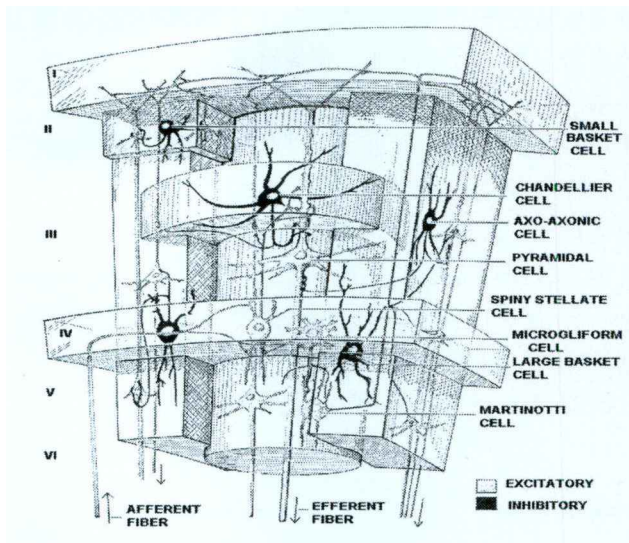 I
II
SMALL
BASKET
CELL
CHANDELLIER
CELL
AXO-AXONIC
CELL
III
PYRAMIDAL
CELL
SPINY STELLATE
CELL
IV
MICROGLIFORM
CELL
LARGE BASKET
CELL
V
MARTINOTTI
CELL
VI
EXCITATORY
INHIBITORY
AFFERENT
FIBER
EFFERENT
FIBER